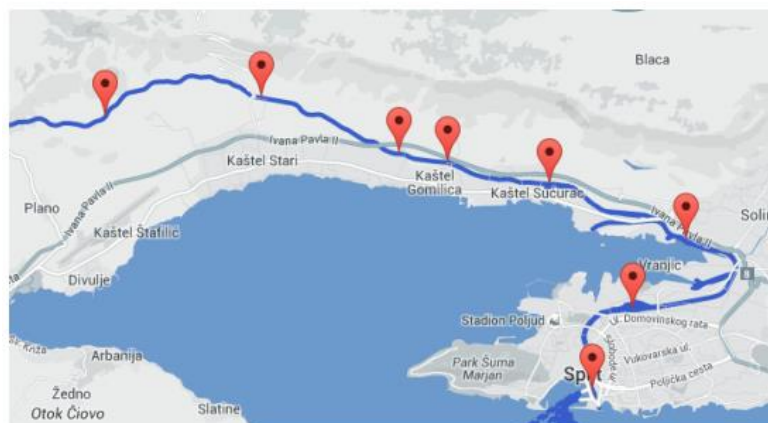 Blaca
Ivana Pavla II
Kaštel Stari
Kaštel
Gomilica
Kaštel Sućurac
Ivana Pavla II
Plano
Ivana Pavla II
Solin
Kaštel Štafilić
Vranjic
Divulje
Stadion Poljud
Ul. Domovinskog rata
Arbanija
Vukovarska ul.
Park Šuma
Marjan
Split
Poljička cesta
Žedno
Otok Čiovo
Slatine